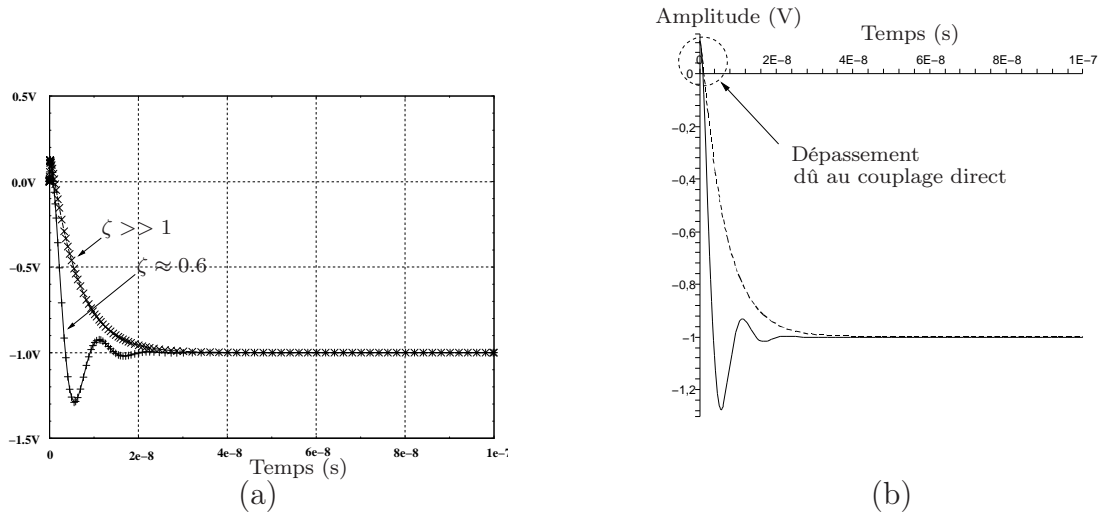 0.5V
0.0V
−0.5V
−1.0V
−1.5V
ζ >> 1
ζ ≈ 0.6
0
2e−8
4e−8
6e−8
8e−8
1e−7
Temps (s)
(a)
Amplitude (V)
Temps (s)
0
2E-8
4E-8
6E-8
8E-8
1E-7
0
-0,2
-0,4
-0,6
-0,8
-1
-1,2
Dépassement
dû au couplage direct
(b)